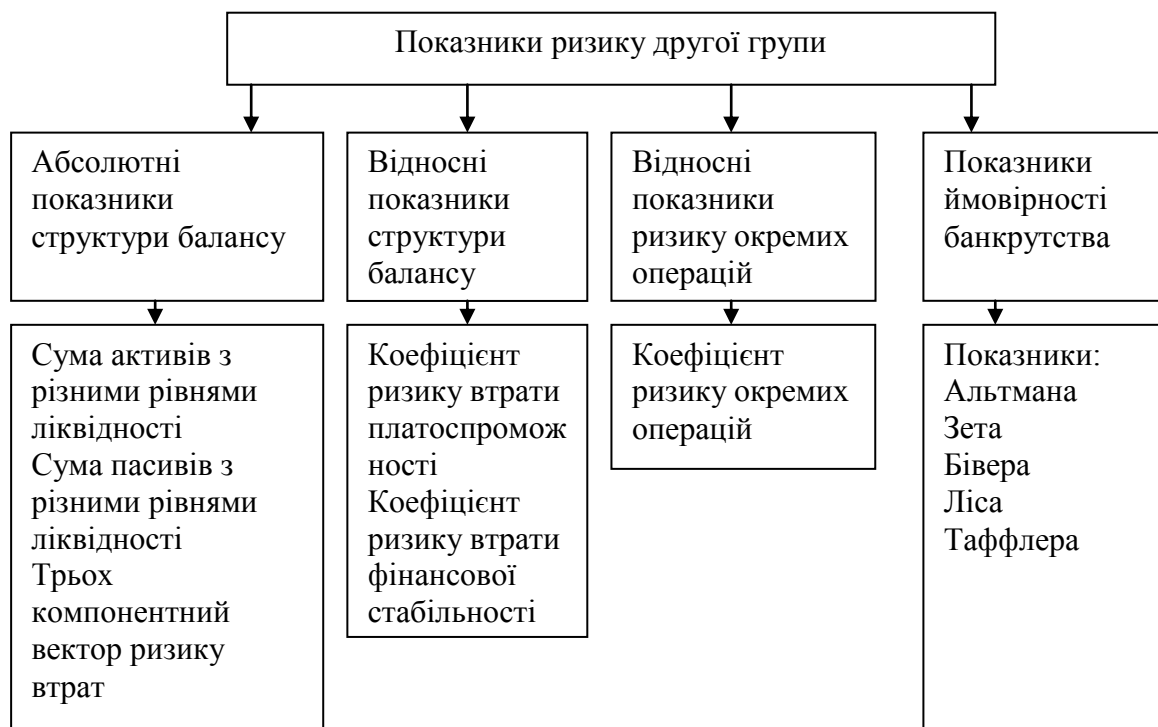 Показники ризику другої групи
Абсолютні
показники
структури балансу
Відносні
показники
структури
балансу
Відносні
показники
ризику окремих
операцій
Показники
ймовірності
банкрутства
Сума активів з
різними рівнями
ліквідності
Сума пасивів з
різними рівнями
ліквідності
Трьох
компонентний
вектор ризику
втрат
Коефіцієнт
ризику втрати
платоспромож
ності
Коефіцієнт
ризику втрати
фінансової
стабільності
Коефіцієнт
ризику окремих
операцій
Показники:
Альтмана
Зета
Бівера
Ліса
Таффлера